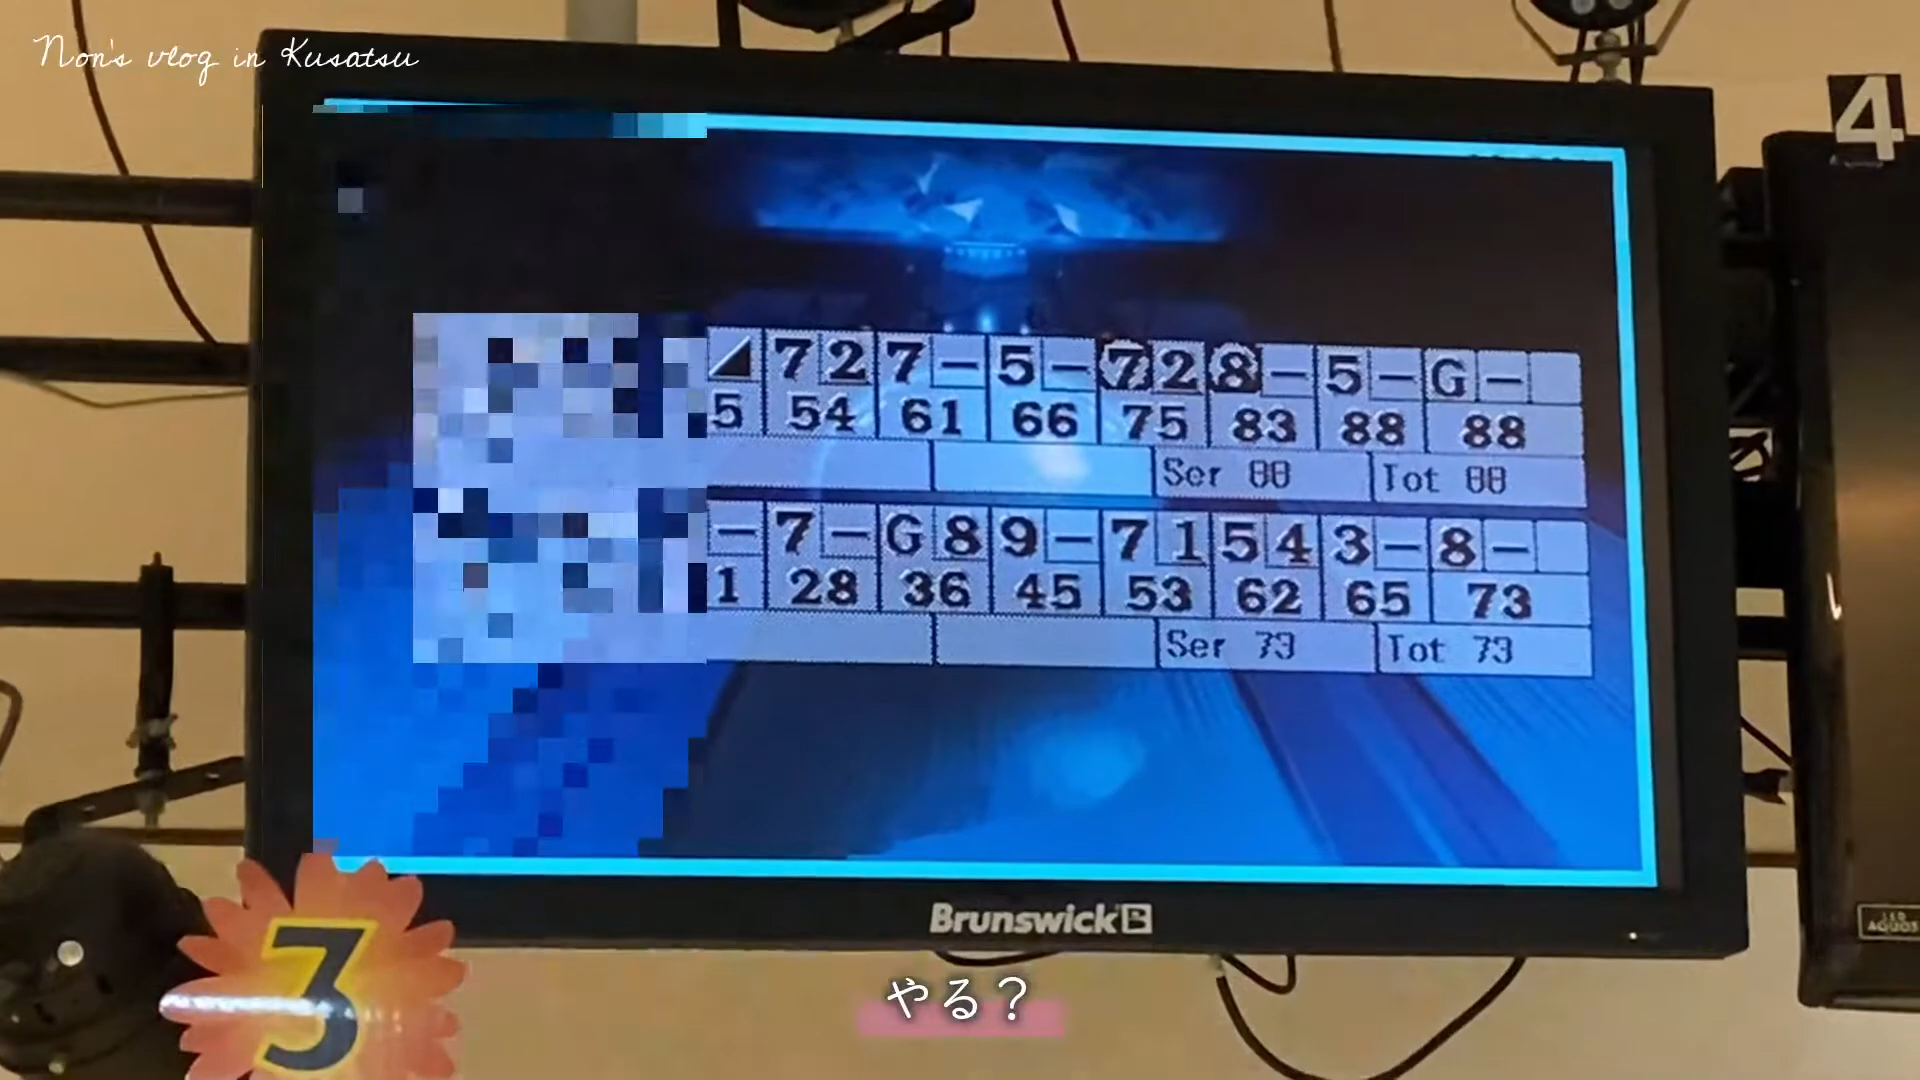 Non's vlog in Kusatsu
4
◢ 7 2 7 - 5 - 7 2 8 - 5 - G -
5 54 61 66 75 83 88 88
Ser 88 Tot 88
- 7 - G 8 9 - 7 1 5 4 3 - 8 -
1 28 36 45 53 62 65 73
Ser 73 Tot 73
Brunswick B
AQUOS
3
やる？